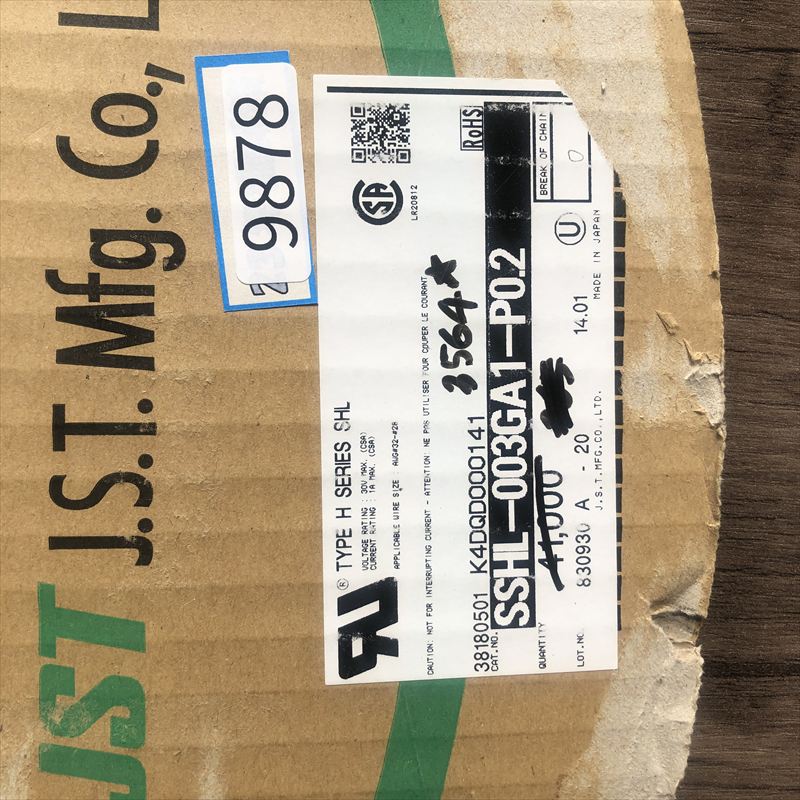 JST J.S.T. Mfg. Co., L
9878
TYPE H SERIES SHL
VOLTAGE RATING : 30V MAX. (CSA)
CURRENT RATING : 1A MAX. (CSA)
APPLICABLE WIRE SIZE : AWG#32-#28
LR20812
RoHS
CAUTION: NOT FOR INTERRUPTING CURRENT - ATTENTION: NE PAS UTILISER POUR COUPER LE COURANT
3564
38180501 K4DQD000141
CAT.NO. SSHL-003GA1-P0.2
BREAK OF CHAIN
0
QUANTITY 41,000
LOT.NO. 830930 A - 20 14.01 U
J.S.T.MFG.CO.,LTD. MADE IN JAPAN